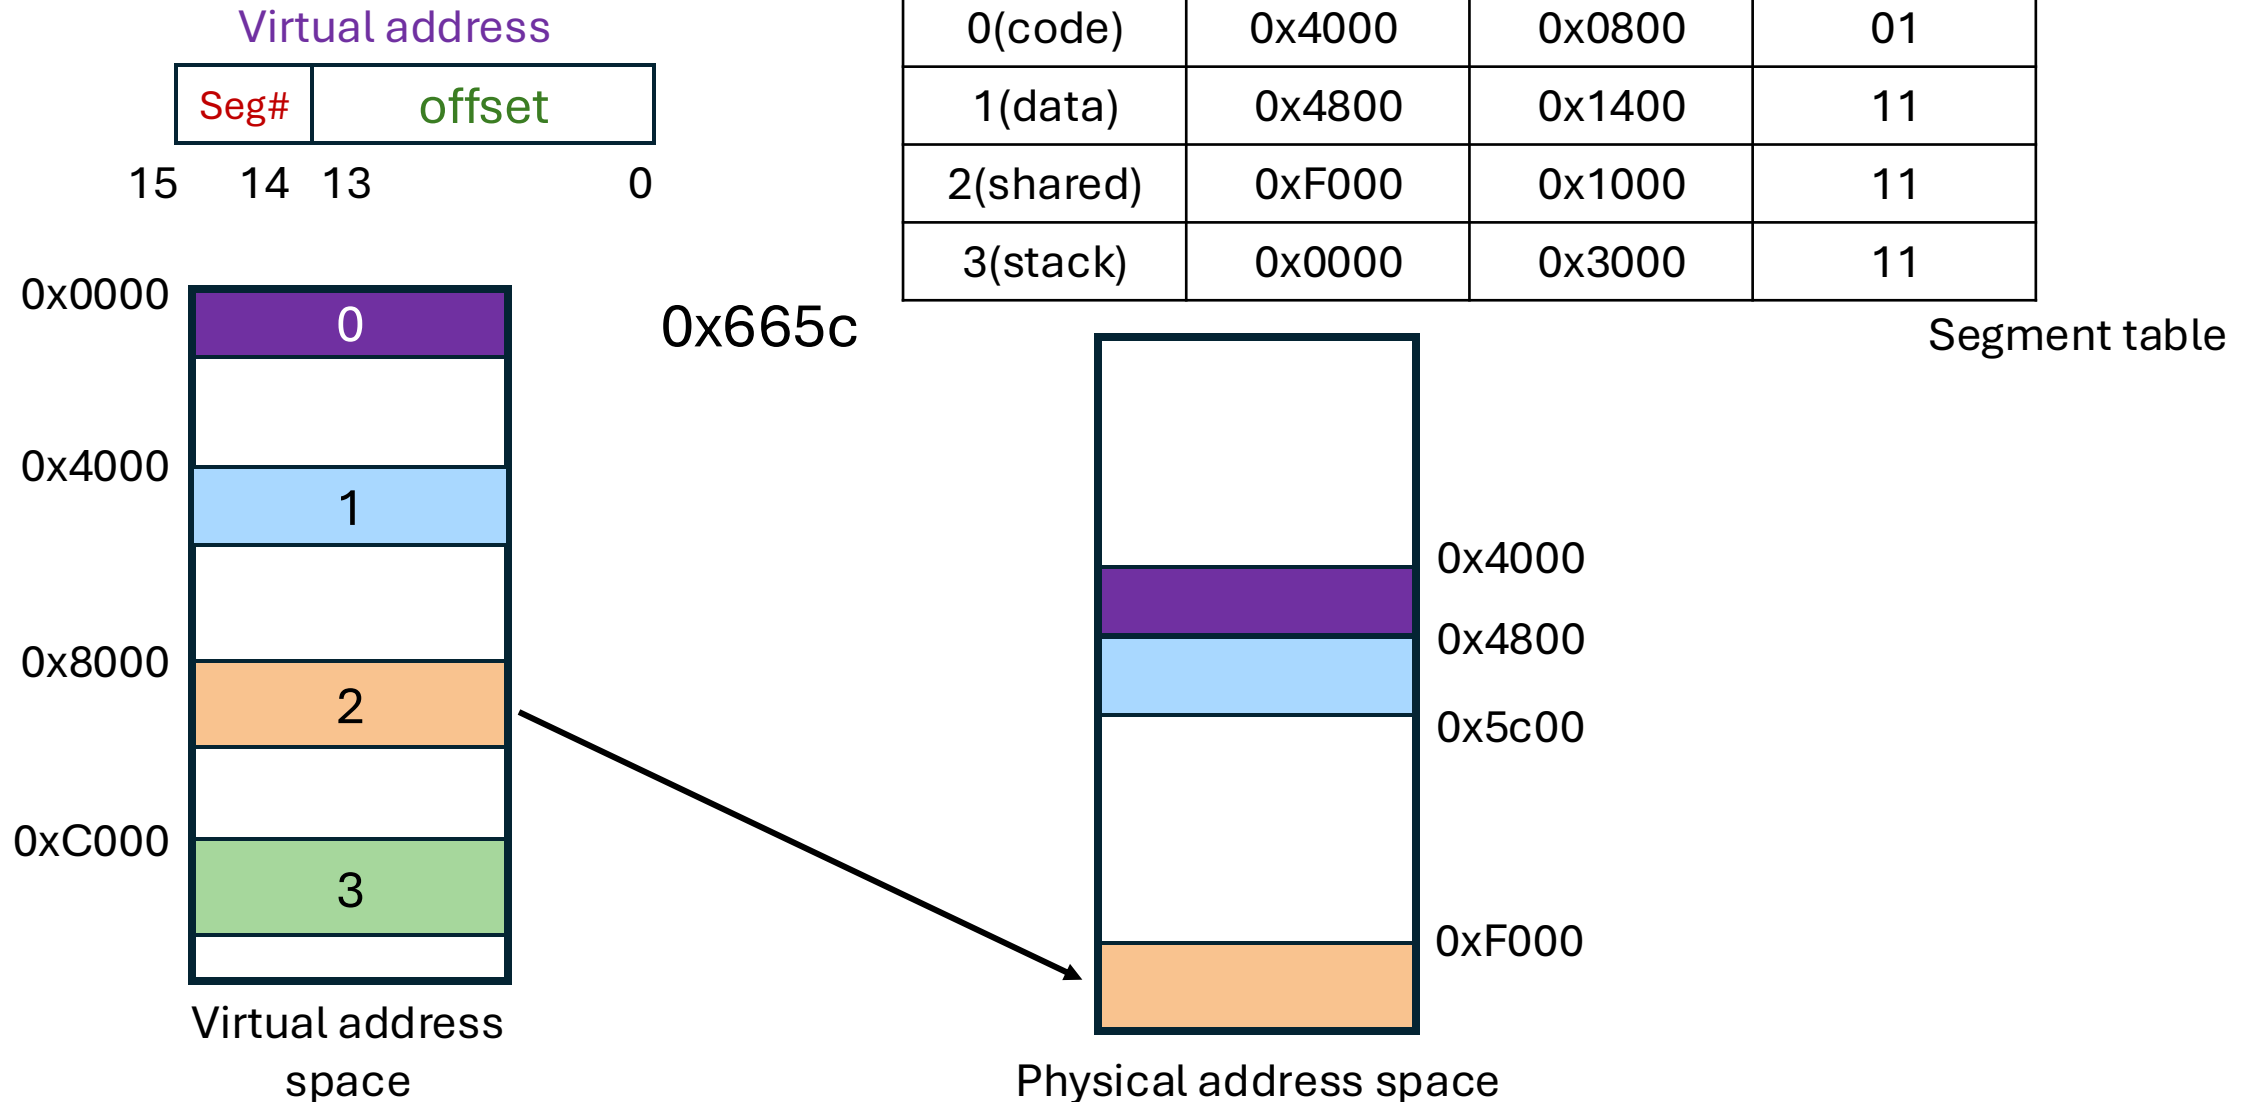 Virtual address
Seg# offset
15 14 13 0
0(code) 0x4000 0x0800 01
1(data) 0x4800 0x1400 11
2(shared) 0xF000 0x1000 11
3(stack) 0x0000 0x3000 11
Segment table
0x665c
0x0000
0
0x4000
1
0x8000
2
0xC000
3
Virtual address
space
0x4000
0x4800
0x5c00
0xF000
Physical address space